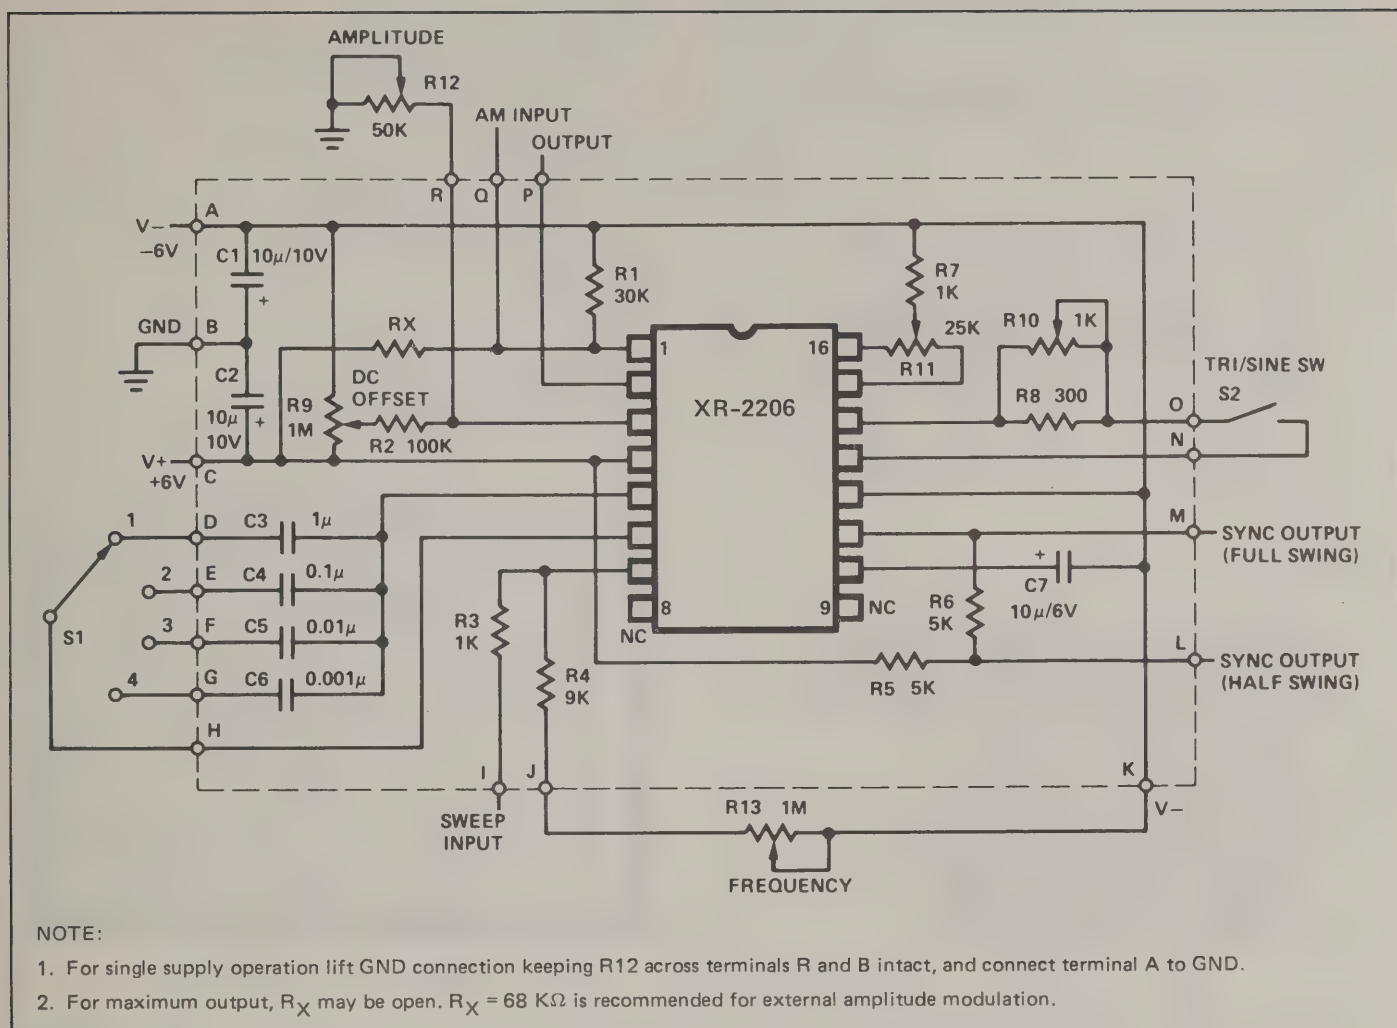 AMPLITUDE
R12
50K
AM INPUT
OUTPUT
R Q P
A
V–
–6V
C1 10μ/10V
+
GND B
C2
10μ
10V
+
V+
+6V
C
RX
DC
OFFSET
R9
1M
R2 100K
R1
30K
R7
1K
25K
R11
R10 1K
R8 300
TRI/SINE SW
S2
O
N
1
16
XR-2206
8
9
NC
NC
M
SYNC OUTPUT
(FULL SWING)
+
C7
10μ/6V
R6
5K
L
SYNC OUTPUT
(HALF SWING)
R5 5K
1
D C3 1μ
2 E C4 0.1μ
3 F C5 0.01μ
4 G C6 0.001μ
S1
H
R3
1K
R4
9K
I J
SWEEP
INPUT
K
V–
R13 1M
FREQUENCY
NOTE:
1. For single supply operation lift GND connection keeping R12 across terminals R and B intact, and connect terminal A to GND.
2. For maximum output, RX may be open. RX = 68 KΩ is recommended for external amplitude modulation.